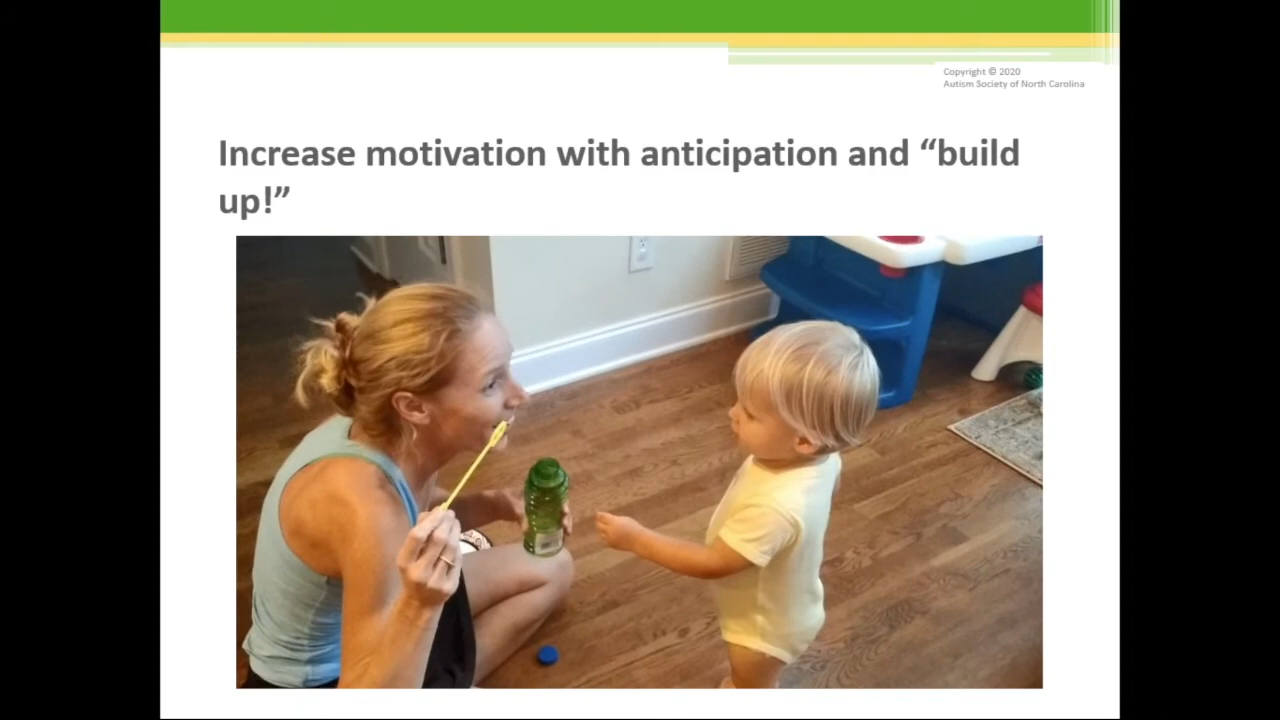 Copyright © 2020
Autism Society of North Carolina
Increase motivation with anticipation and “build
up!”